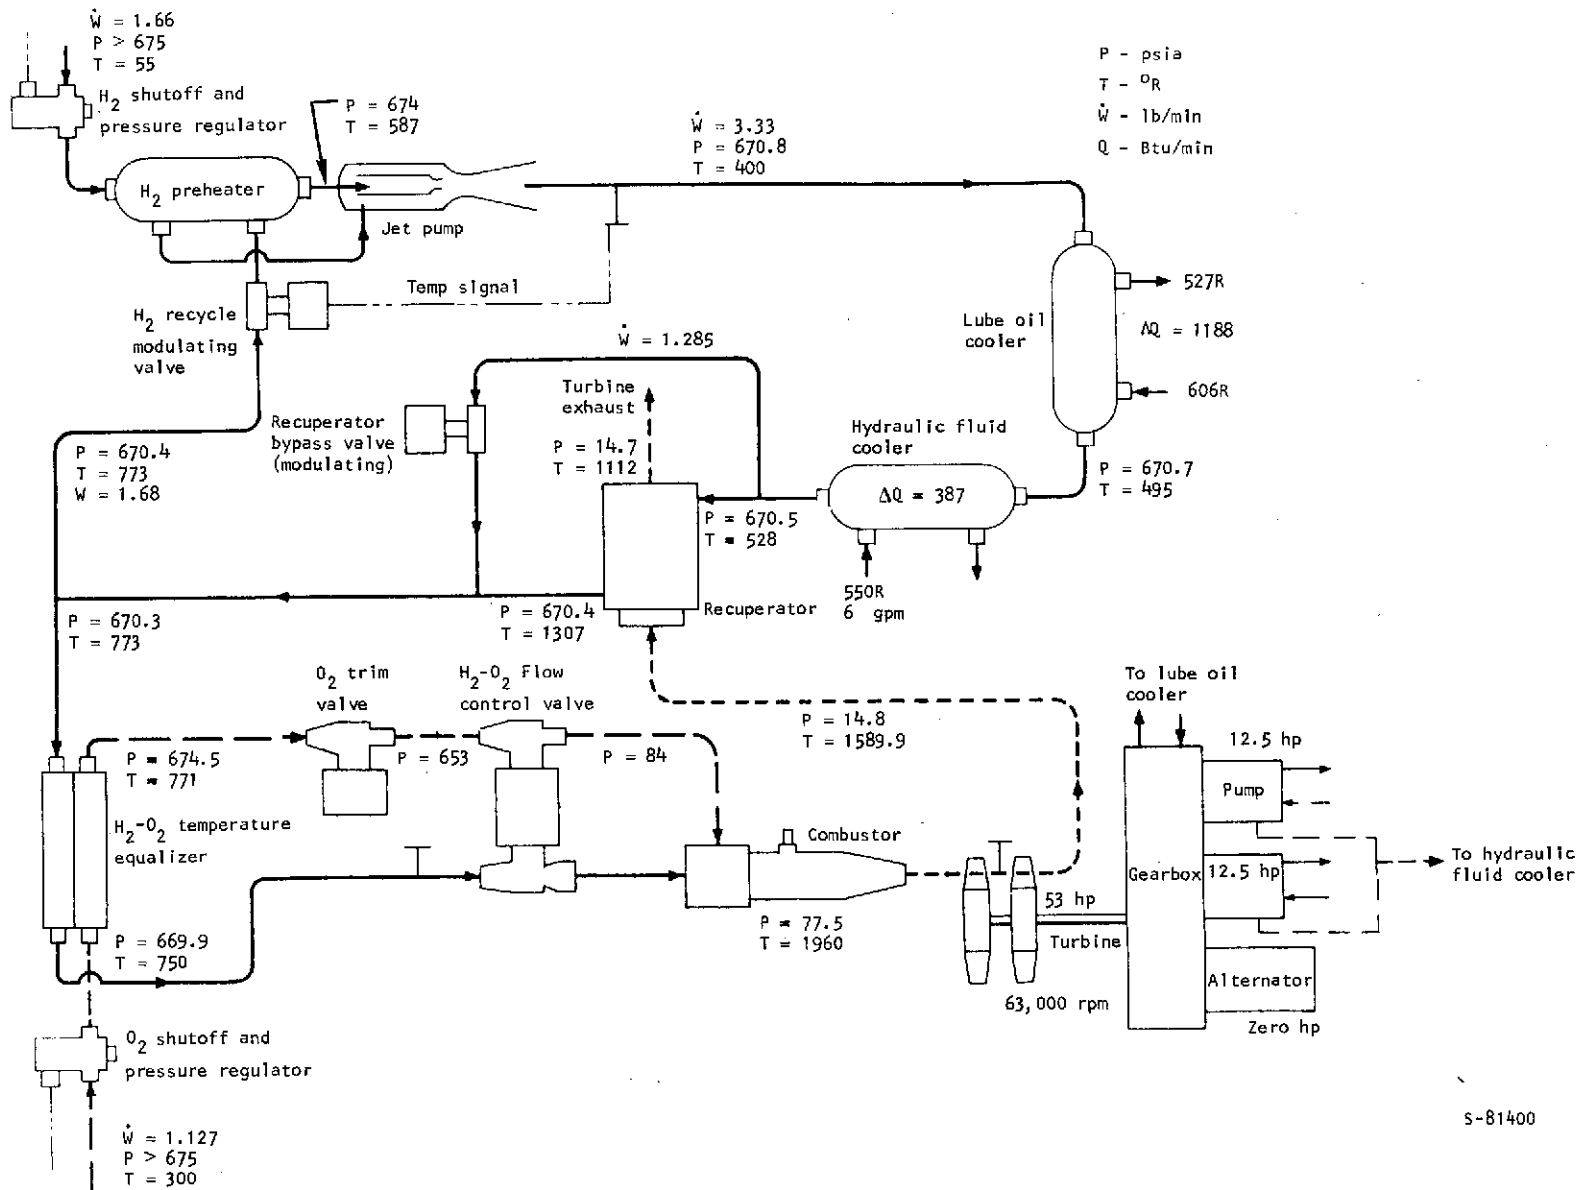 Ẇ = 1.66
P > 675
T = 55
H₂ shutoff and
pressure regulator
P = 674
T = 587
H₂ preheater
Jet pump
Ẇ = 3.33
P = 670.8
T = 400
P - psia
T - °R
Ẇ - lb/min
Q - Btu/min
Temp signal
H₂ recycle
modulating
valve
527R
Lube oil
cooler
ΔQ = 1188
606R
Ẇ = 1.285
Turbine
exhaust
Recuperator
bypass valve
(modulating)
P = 14.7
T = 1112
Hydraulic fluid
cooler
P = 670.4
T = 773
W = 1.68
ΔQ = 387
P = 670.7
T = 495
P = 670.5
T = 528
550R
6 gpm
P = 670.4
T = 1307
Recuperator
P = 670.3
T = 773
O₂ trim
valve
H₂-O₂ Flow
control valve
To lube oil
cooler
P = 674.5
T = 771
P = 653
P = 84
P = 14.8
T = 1589.9
12.5 hp
Pump
H₂-O₂ temperature
equalizer
Combustor
Gearbox
12.5 hp
To hydraulic
fluid cooler
53 hp
Turbine
P = 77.5
T = 1960
P = 669.9
T = 750
63,000 rpm
Alternator
Zero hp
O₂ shutoff and
pressure regulator
Ẇ = 1.127
P > 675
T = 300
S-81400